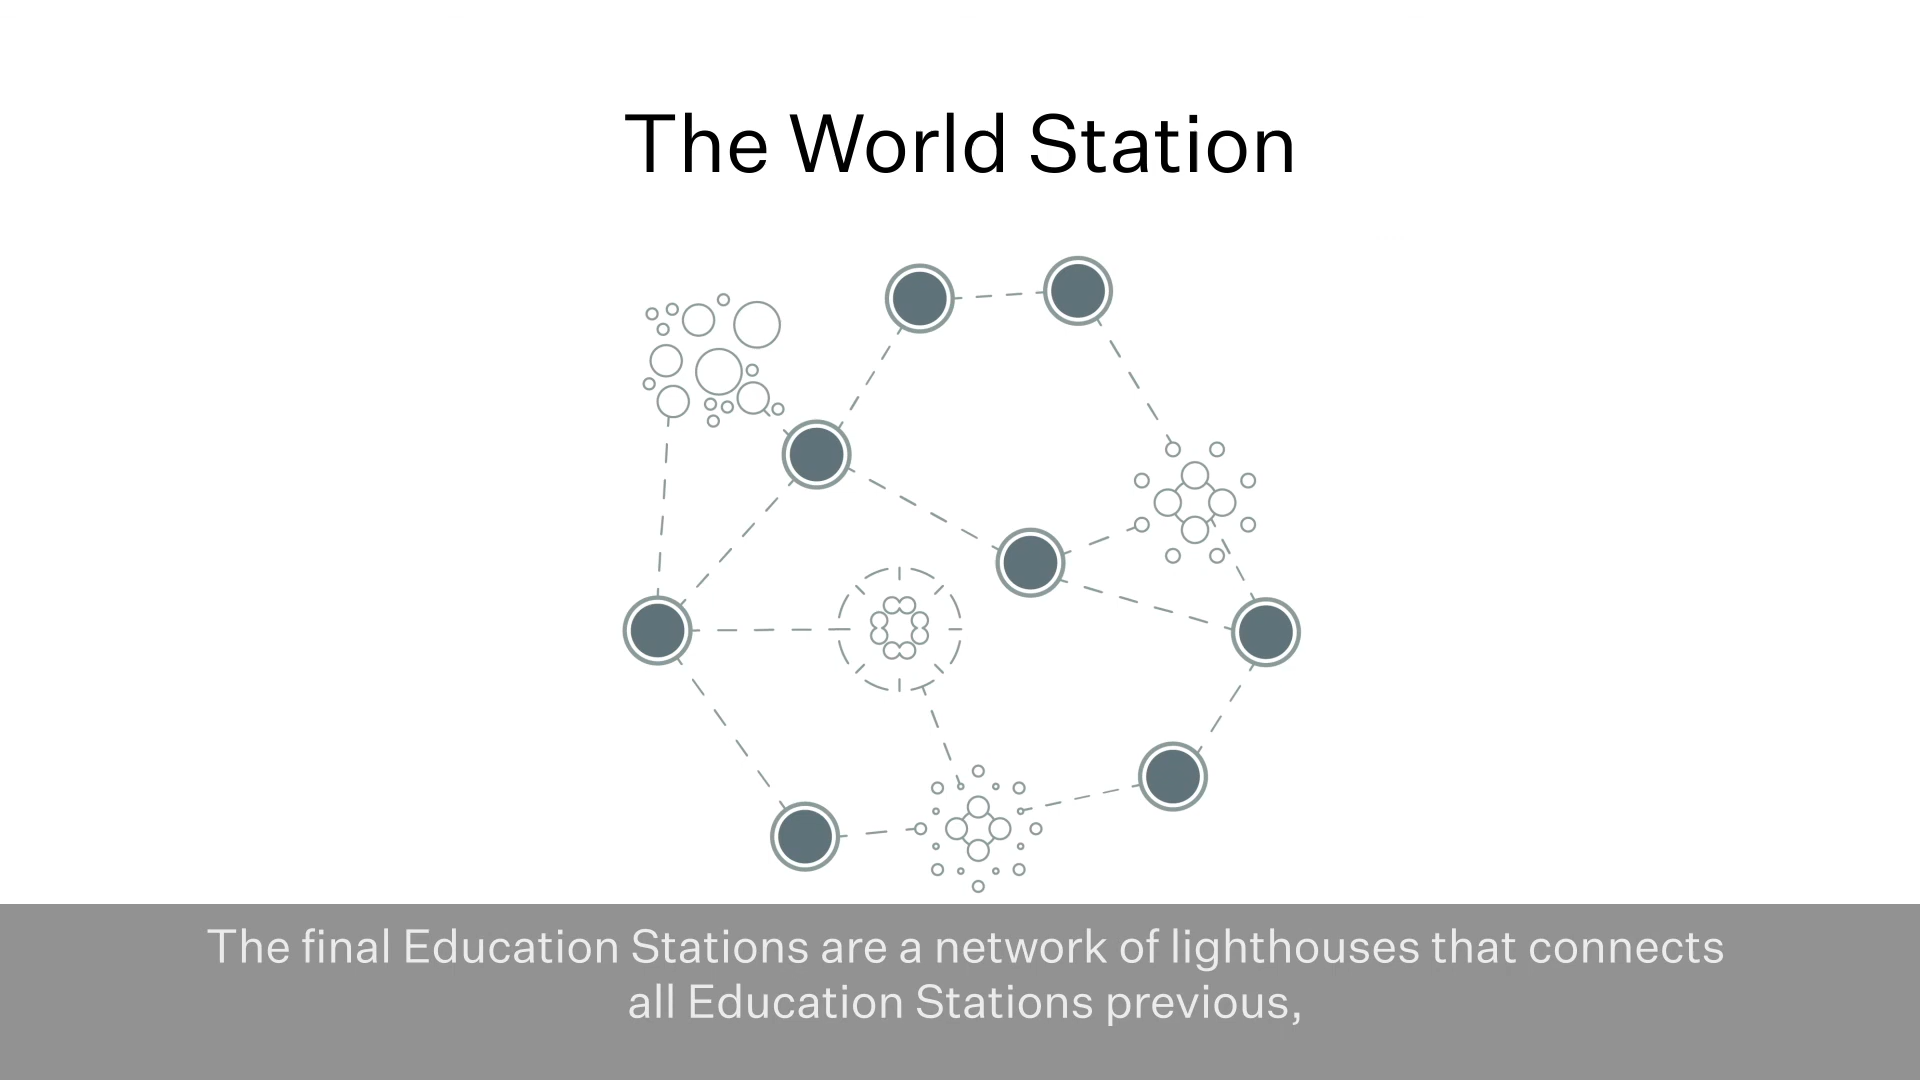 The World Station
The final Education Stations are a network of lighthouses that connects
all Education Stations previous,